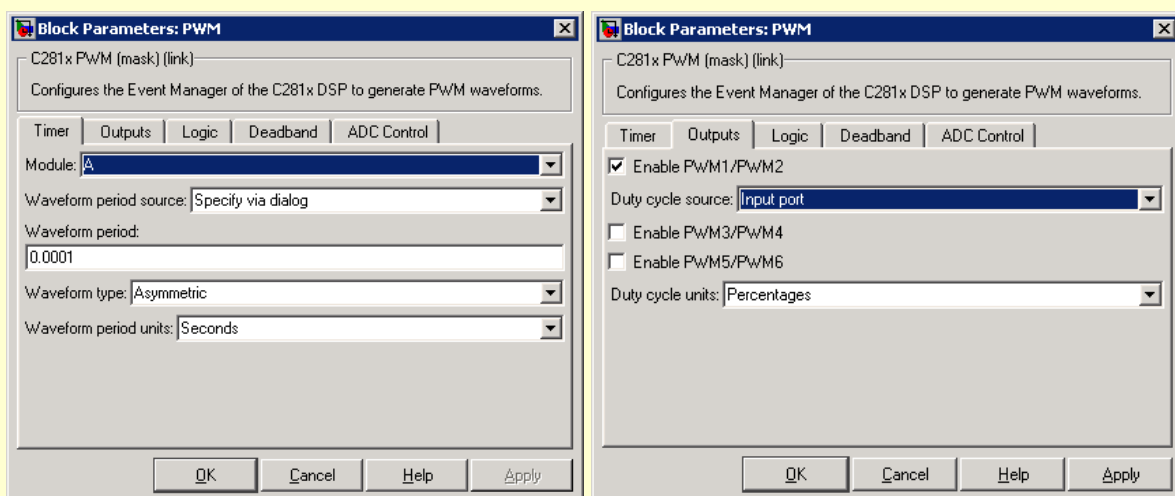 Block Parameters: PWM
C281x PWM (mask) (link)
Configures the Event Manager of the C281x DSP to generate PWM waveforms.
Timer Outputs Logic Deadband ADC Control
Module: A
Waveform period source: Specify via dialog
Waveform period:
0.0001
Waveform type: Asymmetric
Waveform period units: Seconds
OK Cancel Help Apply
Block Parameters: PWM
C281x PWM (mask) (link)
Configures the Event Manager of the C281x DSP to generate PWM waveforms.
Timer Outputs Logic Deadband ADC Control
Enable PWM1/PWM2
Duty cycle source: Input port
Enable PWM3/PWM4
Enable PWM5/PWM6
Duty cycle units: Percentages
OK Cancel Help Apply